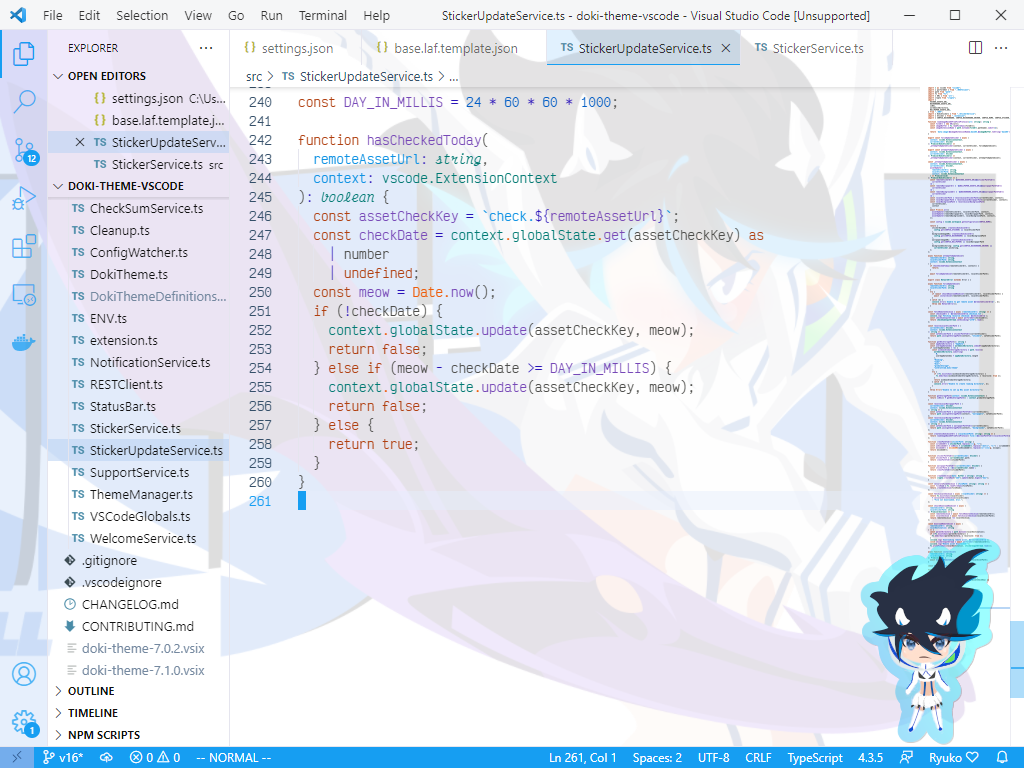 File Edit Selection View Go Run Terminal Help StickerUpdateService.ts - doki-theme-vscode - Visual Studio Code [Unsupported]
EXPLORER ···
OPEN EDITORS
{} settings.json C:\Us...
{} base.laf.template.j...
TS StickerUpdateServ...
TS StickerService.ts src
DOKI-THEME-VSCODE
TS CheckSumService.ts
TS Cleanup.ts
TS ConfigWatcher.ts
TS DokiTheme.ts
TS DokiThemeDefinitions...
TS ENV.ts
TS extension.ts
TS NotificationService.ts
TS RESTClient.ts
TS StatusBar.ts
TS StickerService.ts
TS StickerUpdateService.ts
TS SupportService.ts
TS ThemeManager.ts
TS VSCodeGlobals.ts
TS WelcomeService.ts
.gitignore
.vscodeignore
CHANGELOG.md
CONTRIBUTING.md
doki-theme-7.0.2.vsix
doki-theme-7.1.0.vsix
OUTLINE
TIMELINE
NPM SCRIPTS
12
1
{} settings.json {} base.laf.template.json TS StickerUpdateService.ts TS StickerService.ts ···
src > TS StickerUpdateService.ts > ...
240 const DAY_IN_MILLIS = 24 * 60 * 60 * 1000;
241
242 function hasCheckedToday(
243 remoteAssetUrl: string,
244 context: vscode.ExtensionContext
245 ): boolean {
246 const assetCheckKey = `check.${remoteAssetUrl}`;
247 const checkDate = context.globalState.get(assetCheckKey) as
248 | number
249 | undefined;
250 const meow = Date.now();
251 if (!checkDate) {
252 context.globalState.update(assetCheckKey, meow);
253 return false;
254 } else if (meow - checkDate >= DAY_IN_MILLIS) {
255 context.globalState.update(assetCheckKey, meow);
256 return false;
257 } else {
258 return true;
259 }
260 }
261
v16* 0 0 -- NORMAL -- Ln 261, Col 1 Spaces: 2 UTF-8 CRLF TypeScript 4.3.5 Ryuko ♡